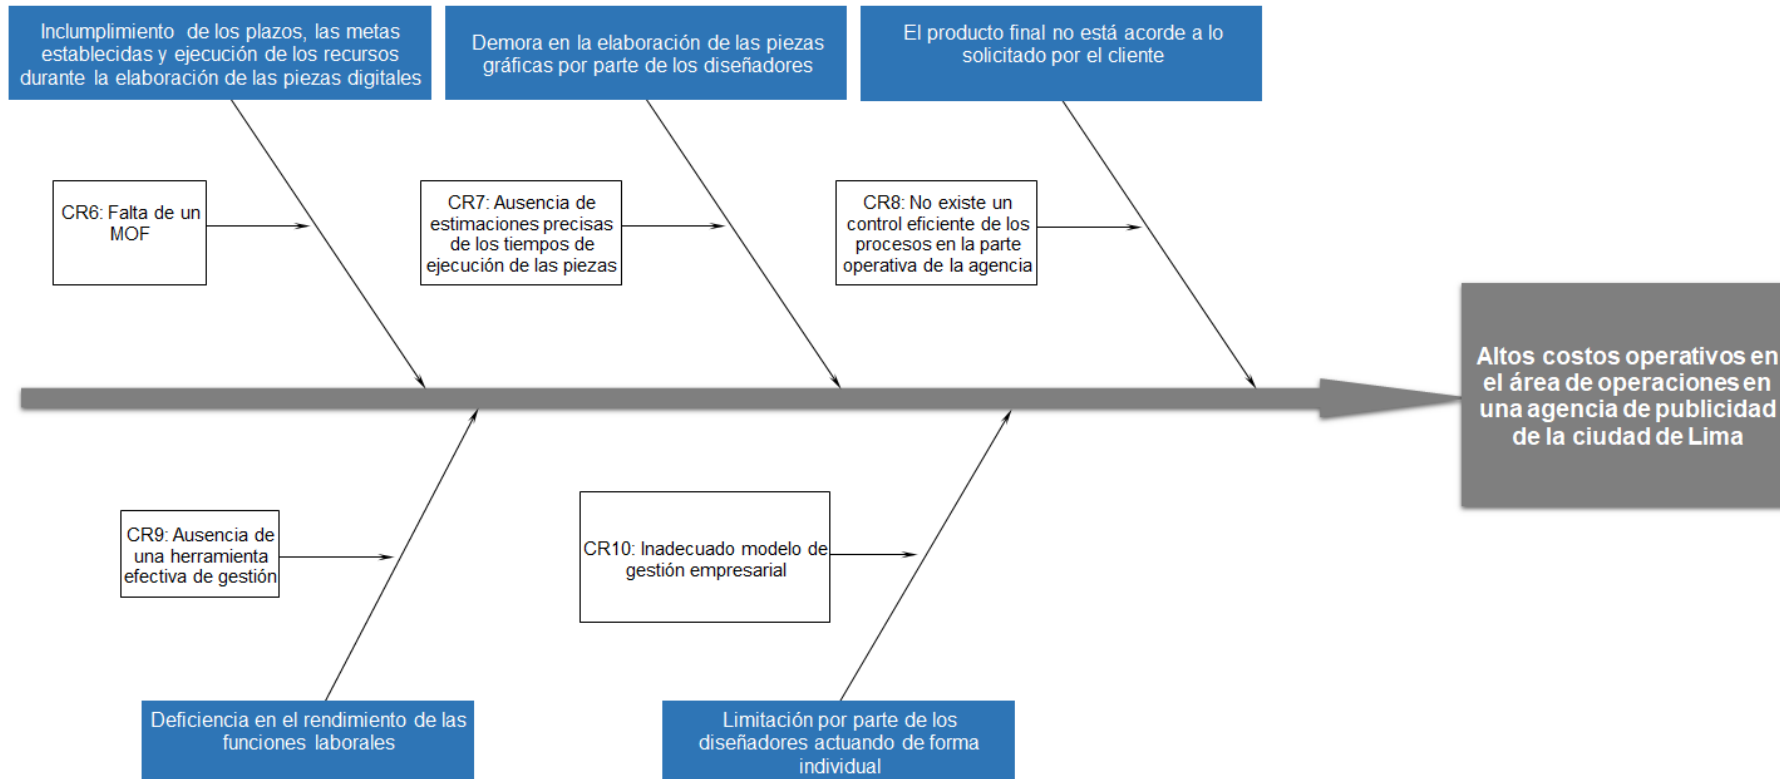 Inclumplimiento de los plazos, las metas
establecidas y ejecución de los recursos
durante la elaboración de las piezas digitales
Demora en la elaboración de las piezas
gráficas por parte de los diseñadores
El producto final no está acorde a lo
solicitado por el cliente
CR6: Falta de un
MOF
CR7: Ausencia de
estimaciones precisas
de los tiempos de
ejecución de las piezas
CR8: No existe un
control eficiente de los
procesos en la parte
operativa de la agencia
Altos costos operativos en
el área de operaciones en
una agencia de publicidad
de la ciudad de Lima
CR9: Ausencia de
una herramienta
efectiva de gestión
CR10: Inadecuado modelo de
gestión empresarial
Deficiencia en el rendimiento de las
funciones laborales
Limitación por parte de los
diseñadores actuando de forma
individual